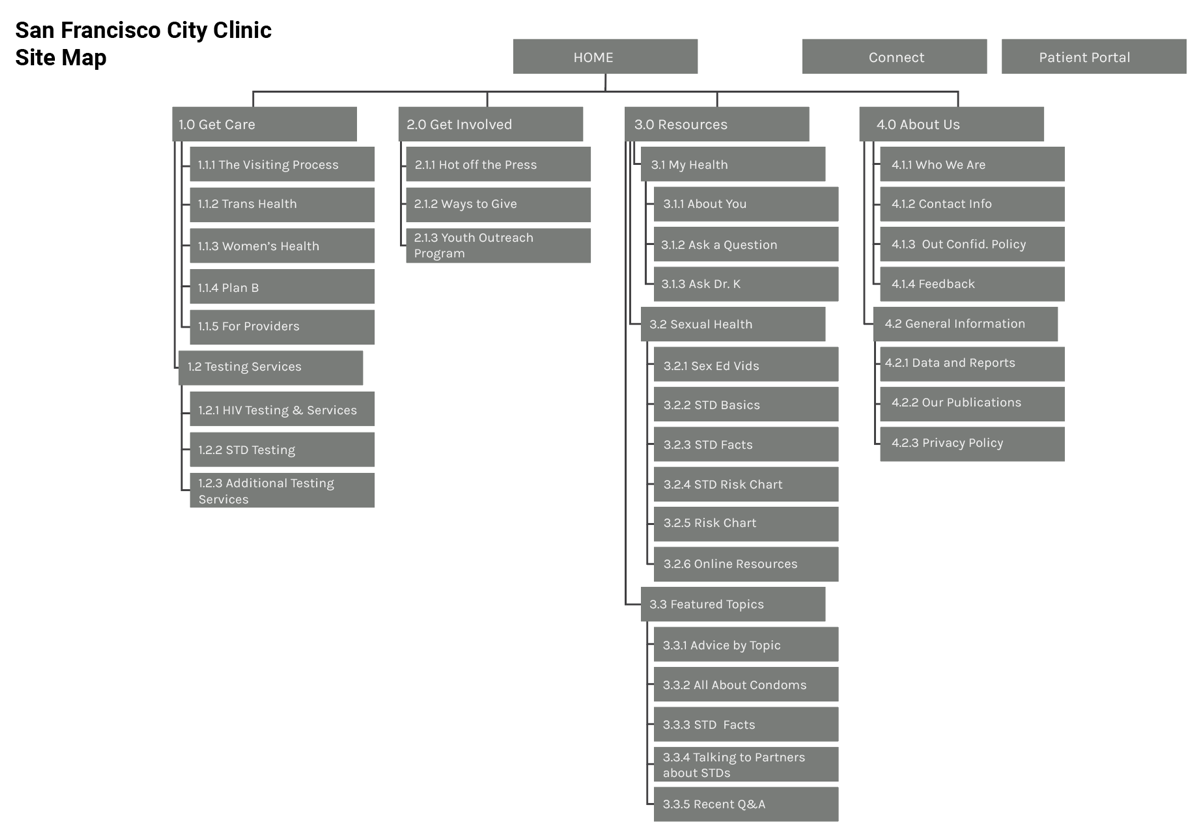 San Francisco City Clinic
Site Map
HOME
Connect
Patient Portal
1.0 Get Care
1.1.1 The Visiting Process
1.1.2 Trans Health
1.1.3 Women's Health
1.1.4 Plan B
1.1.5 For Providers
1.2 Testing Services
1.2.1 HIV Testing & Services
1.2.2 STD Testing
1.2.3 Additional Testing
Services
2.0 Get Involved
2.1.1 Hot off the Press
2.1.2 Ways to Give
2.1.3 Youth Outreach
Program
3.0 Resources
3.1 My Health
3.1.1 About You
3.1.2 Ask a Question
3.1.3 Ask Dr. K
3.2 Sexual Health
3.2.1 Sex Ed Vids
3.2.2 STD Basics
3.2.3 STD Facts
3.2.4 STD Risk Chart
3.2.5 Risk Chart
3.2.6 Online Resources
3.3 Featured Topics
3.3.1 Advice by Topic
3.3.2 All About Condoms
3.3.3 STD Facts
3.3.4 Talking to Partners
about STDs
3.3.5 Recent Q&A
4.0 About Us
4.1.1 Who We Are
4.1.2 Contact Info
4.1.3 Out Confid. Policy
4.1.4 Feedback
4.2 General Information
4.2.1 Data and Reports
4.2.2 Our Publications
4.2.3 Privacy Policy